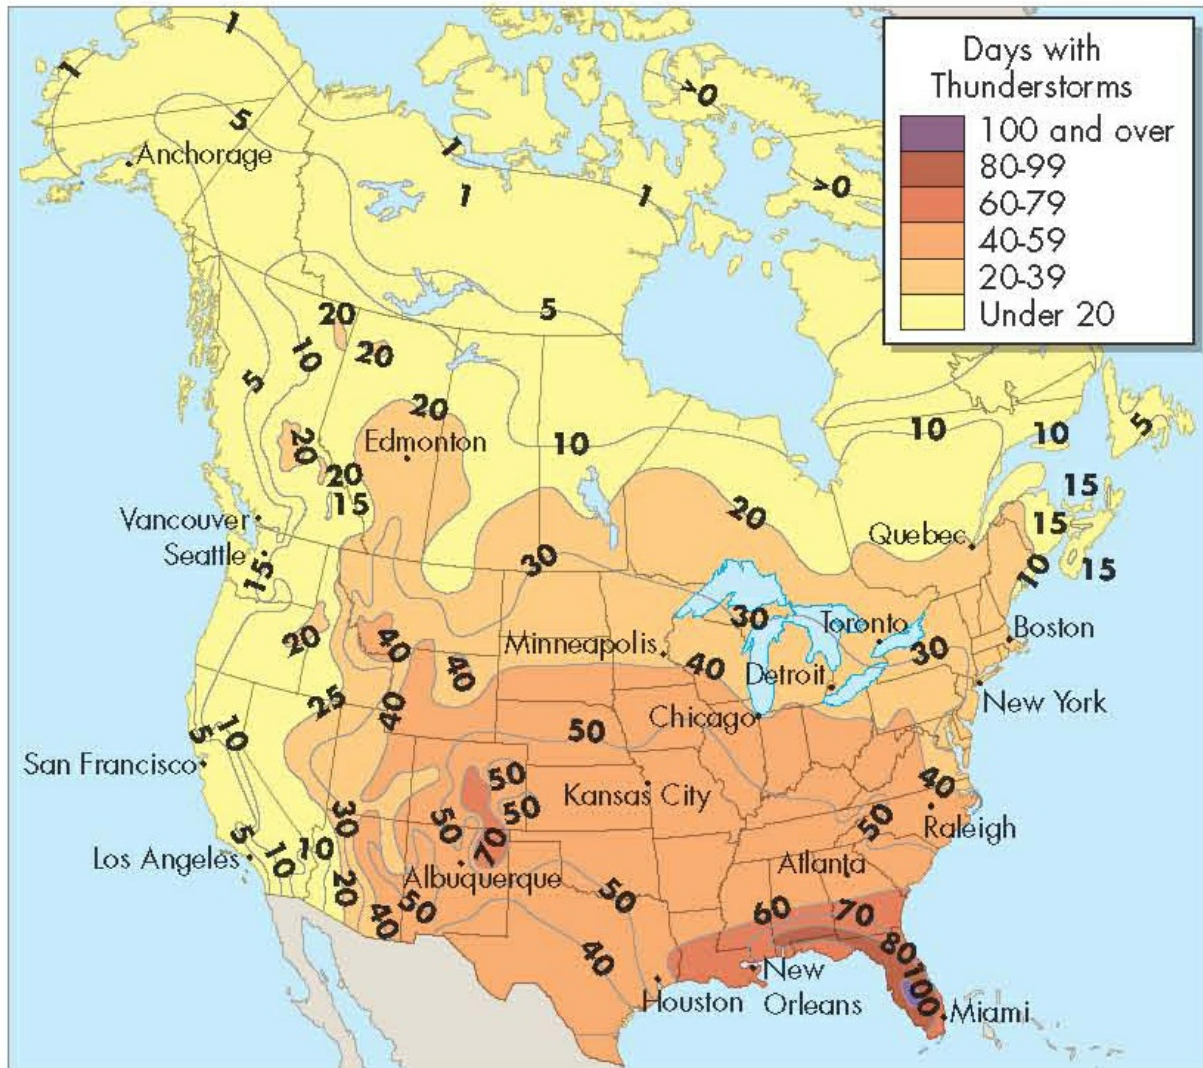 Days with
Thunderstorms
100 and over
80-99
60-79
40-59
20-39
Under 20
1
1
>0
5
1
Anchorage
>0
1
1
5
20
10
20
5
20
10
10
5
20
Edmonton
10
20
15
15
20
Vancouver
15
Quebec
Seattle
30
15
10
15
30
Toronto
Boston
20
40
Minneapolis
30
40
40
Detroit
25
40
New York
Chicago
5
10
50
San Francisco
50
Kansas City
40
50
30
50
50
Raleigh
5
10
70
Los Angeles
10
Atlanta
Albuquerque
20
50
40
50
60
70
80
40
New
Orleans
100
Houston
Miami